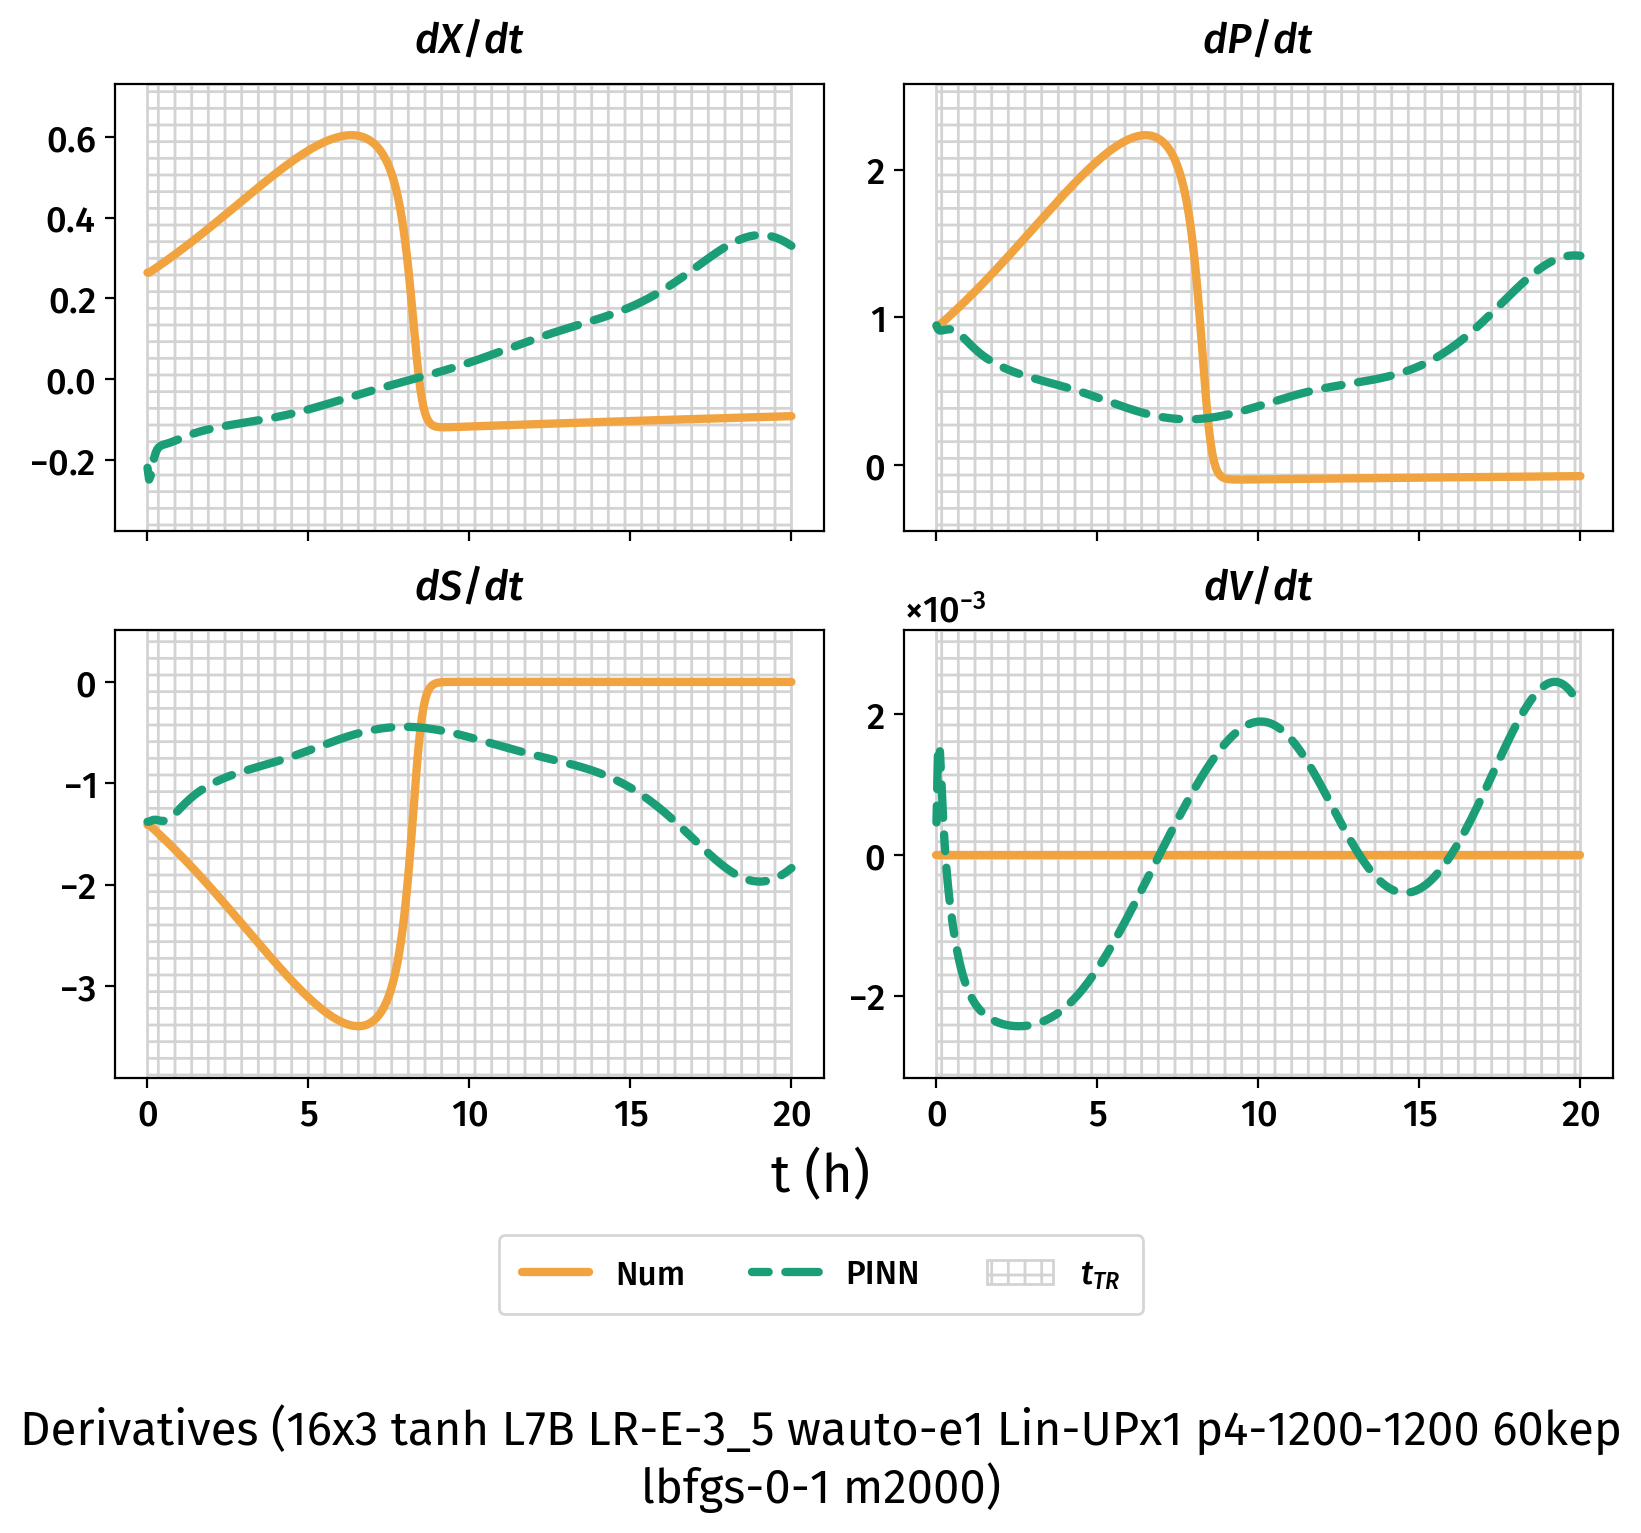 dX/dt
dP/dt
0.6
0.4
0.2
0.0
−0.2
2
1
0
dS/dt
dV/dt
×10⁻³
0
−1
−2
−3
2
0
−2
0 5 10 15 20
0 5 10 15 20
t (h)
Num PINN t_TR
Derivatives (16x3 tanh L7B LR-E-3_5 wauto-e1 Lin-UPx1 p4-1200-1200 60kep
lbfgs-0-1 m2000)